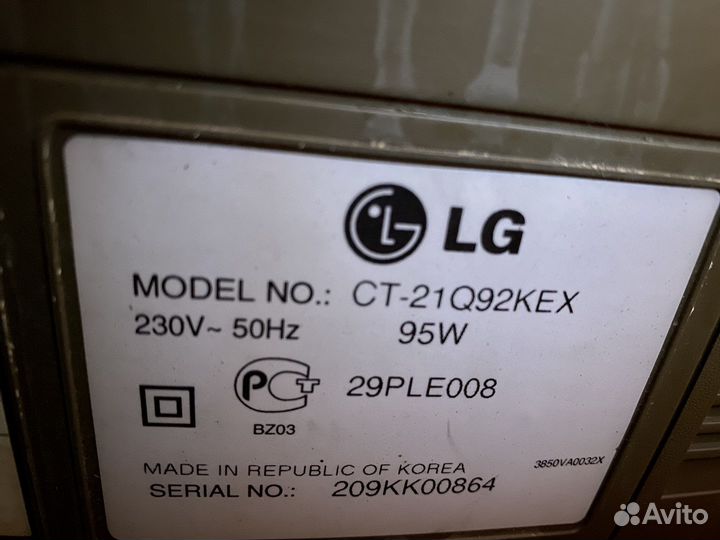 LG
MODEL NO.: CT-21Q92KEX
230V~ 50Hz 95W
РСТ 29PLE008
BZ03
MADE IN REPUBLIC OF KOREA 3850VA0032X
SERIAL NO.: 209KK00864
Avito